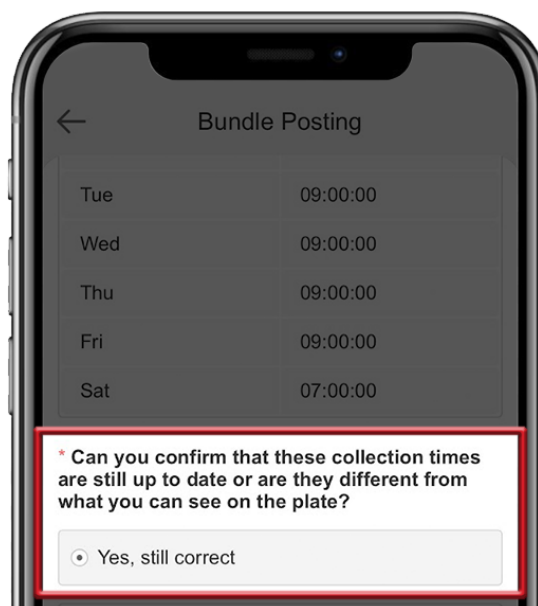 Bundle Posting
Tue 09:00:00
Wed 09:00:00
Thu 09:00:00
Fri 09:00:00
Sat 07:00:00
* Can you confirm that these collection times
are still up to date or are they different from
what you can see on the plate?
Yes, still correct